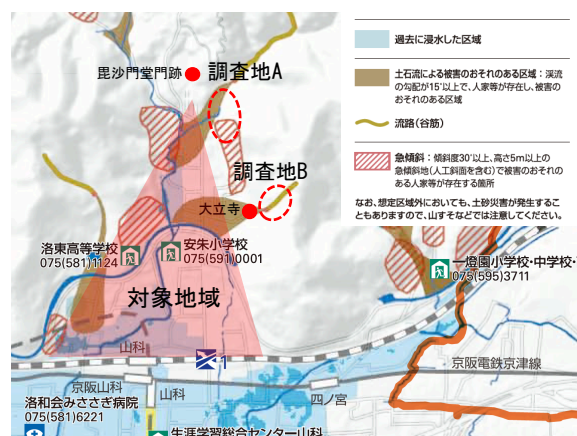 毘沙門堂門跡
調査地A
調査地B
大立寺
洛東高等学校
075(581)1124
安朱小学校
075(591)0001
対象地域
山科
1
京阪山科
山科
四ノ宮
京阪電鉄京津線
洛和会みささぎ病院
075(581)6221
生涯学習総合センター山科
一燈園小学校・中学校・
075(595)3711
過去に浸水した区域
土石流による被害のおそれのある区域：渓流
の勾配が15°以上で、人家等が存在し、被害の
おそれのある区域
流路（谷筋）
急傾斜：傾斜度30°以上、高さ5m以上の
急傾斜地（人工斜面を含む）で被害のおそれの
ある人家等が存在する箇所
なお、想定区域外においても、土砂災害が発生するこ
ともありますので、山すそなどでは注意してください。